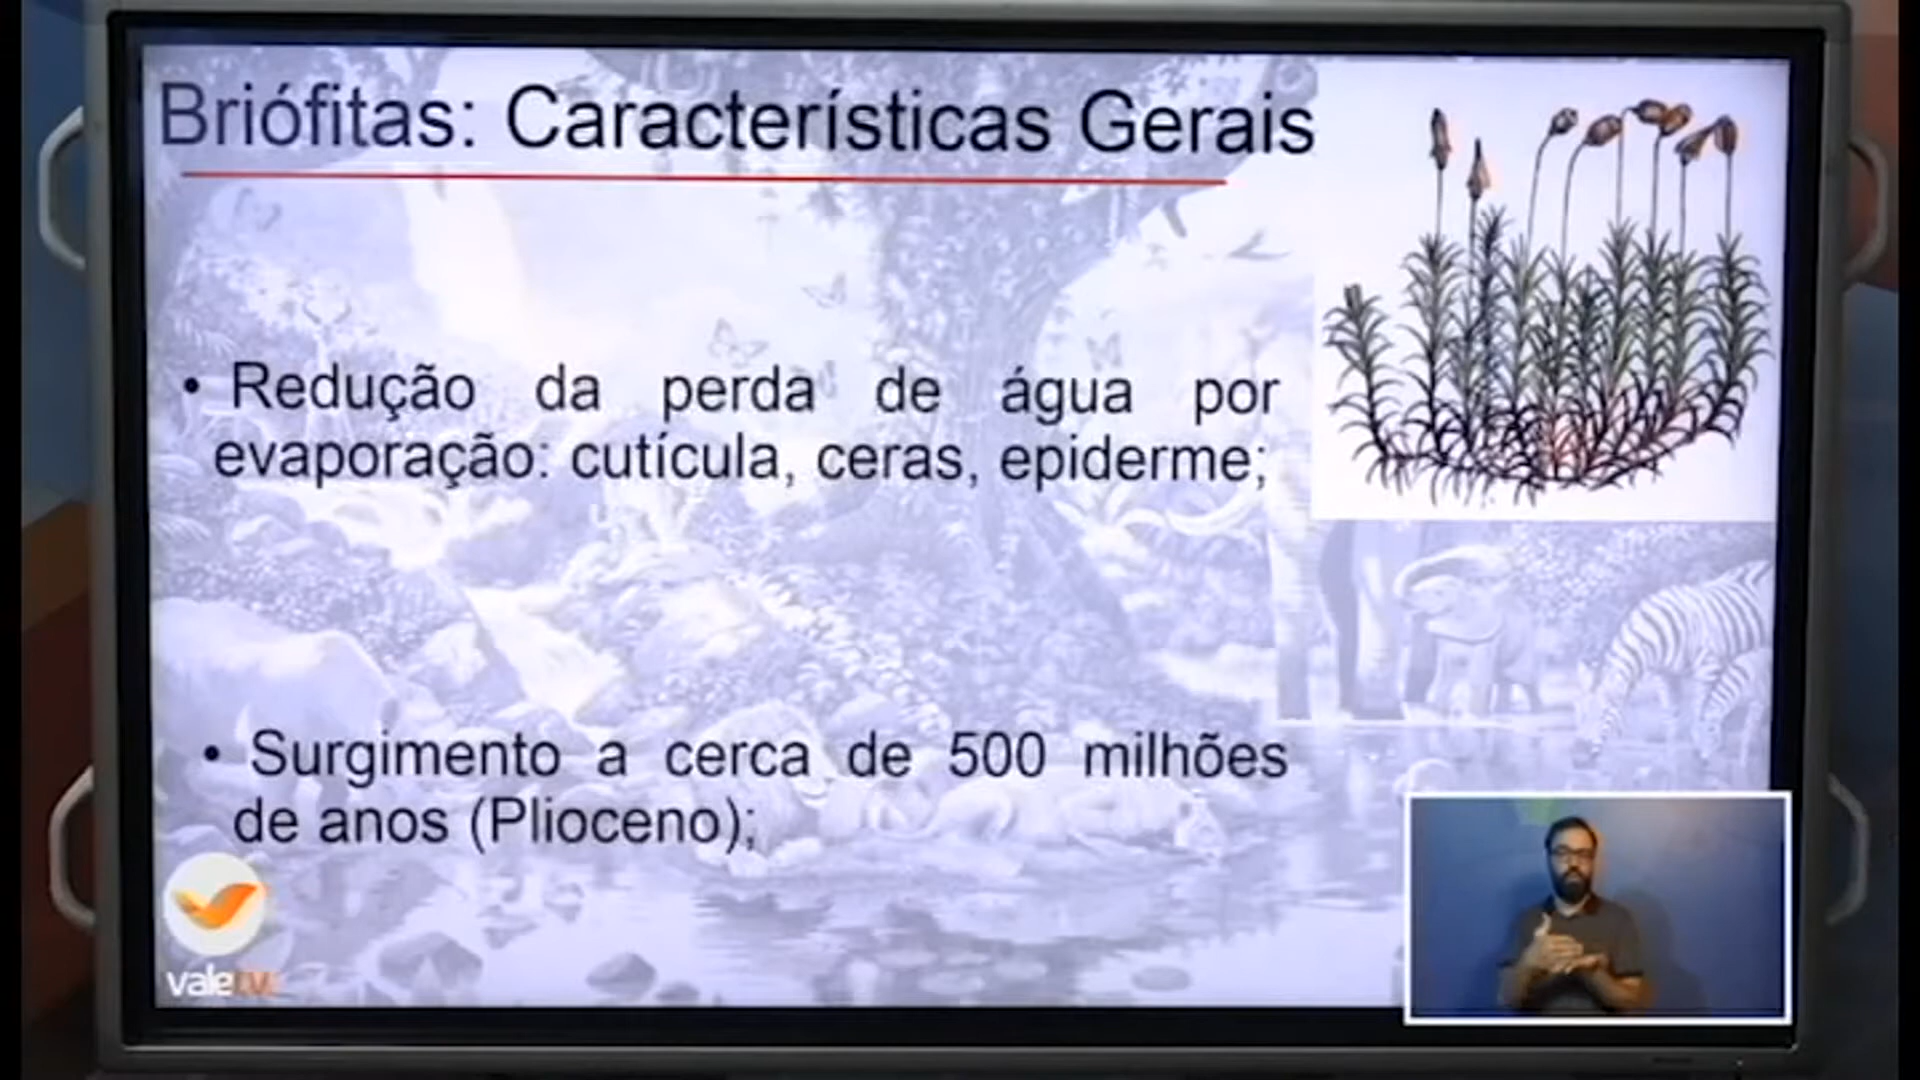 Briófitas: Características Gerais
• Redução da perda de água por
evaporação: cutícula, ceras, epiderme;
• Surgimento a cerca de 500 milhões
de anos (Plioceno);
valetv